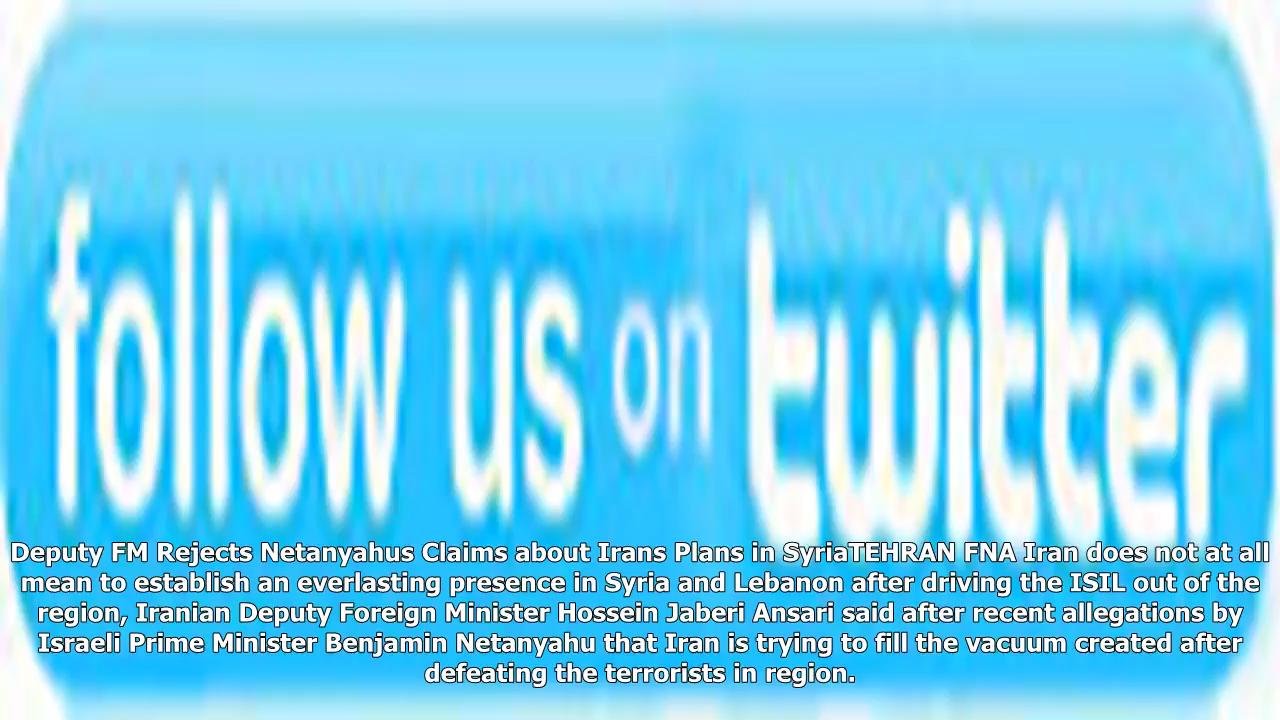 follow us on twitter
Deputy FM Rejects Netanyahus Claims about Irans Plans in SyriaTEHRAN FNA Iran does not at all
mean to establish an everlasting presence in Syria and Lebanon after driving the ISIL out of the
region, Iranian Deputy Foreign Minister Hossein Jaberi Ansari said after recent allegations by
Israeli Prime Minister Benjamin Netanyahu that Iran is trying to fill the vacuum created after
defeating the terrorists in region.